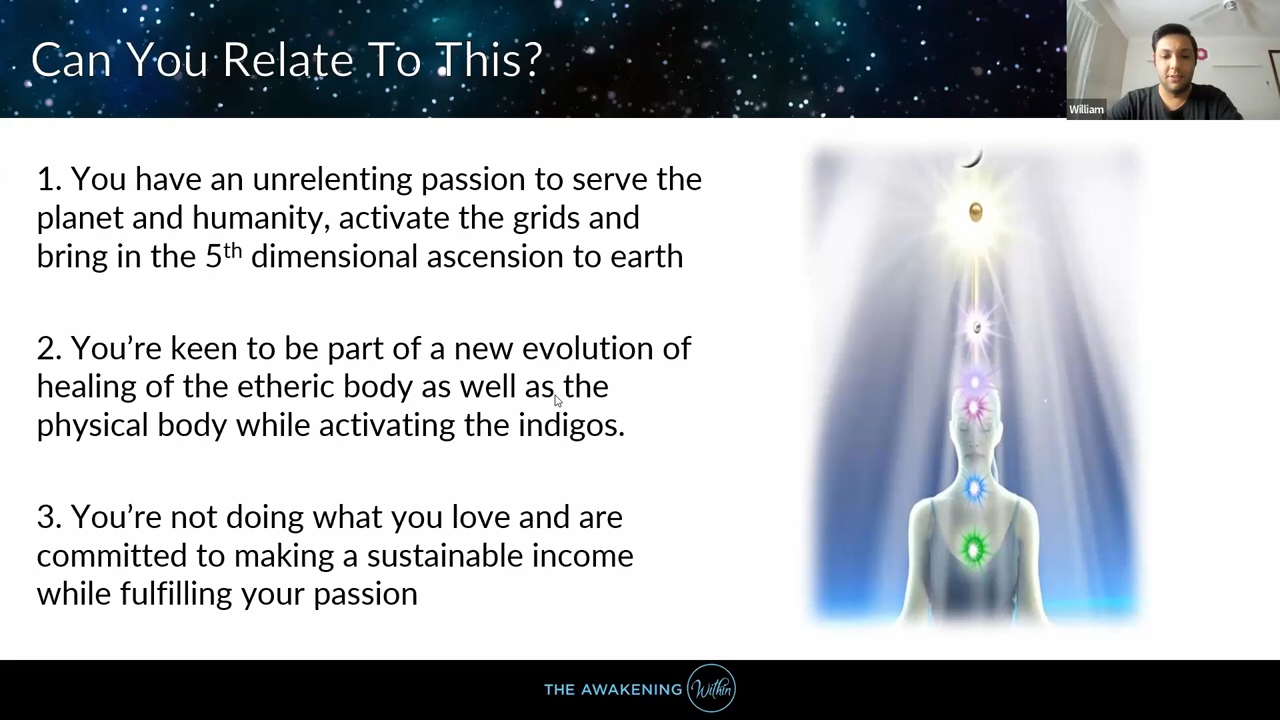 Can You Relate To This?
William
1. You have an unrelenting passion to serve the
planet and humanity, activate the grids and
bring in the 5th dimensional ascension to earth
2. You’re keen to be part of a new evolution of
healing of the etheric body as well as the
physical body while activating the indigos.
3. You’re not doing what you love and are
committed to making a sustainable income
while fulfilling your passion
THE AWAKENING Within